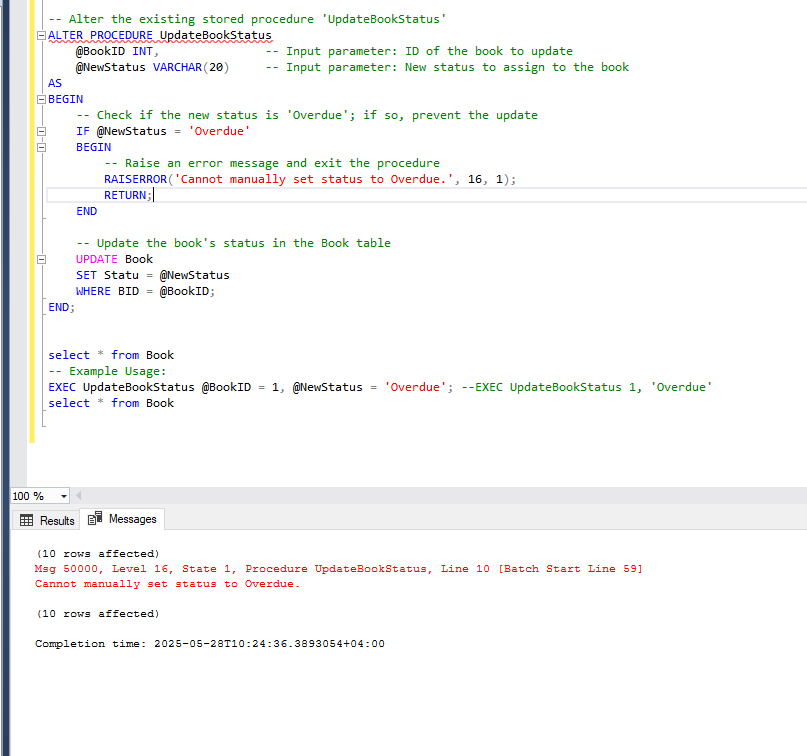 -- Alter the existing stored procedure 'UpdateBookStatus'
ALTER PROCEDURE UpdateBookStatus
    @BookID INT,               -- Input parameter: ID of the book to update
    @NewStatus VARCHAR(20)     -- Input parameter: New status to assign to the book
AS
BEGIN
    -- Check if the new status is 'Overdue'; if so, prevent the update
    IF @NewStatus = 'Overdue'
    BEGIN
        -- Raise an error message and exit the procedure
        RAISERROR('Cannot manually set status to Overdue.', 16, 1);
        RETURN;
    END
    -- Update the book's status in the Book table
    UPDATE Book
    SET Statu = @NewStatus
    WHERE BID = @BookID;
END;
select * from Book
-- Example Usage:
EXEC UpdateBookStatus @BookID = 1, @NewStatus = 'Overdue'; --EXEC UpdateBookStatus 1, 'Overdue'
select * from Book
100 %
Results Messages
(10 rows affected)
Msg 50000, Level 16, State 1, Procedure UpdateBookStatus, Line 10 [Batch Start Line 59]
Cannot manually set status to Overdue.
(10 rows affected)
Completion time: 2025-05-28T10:24:36.3893054+04:00